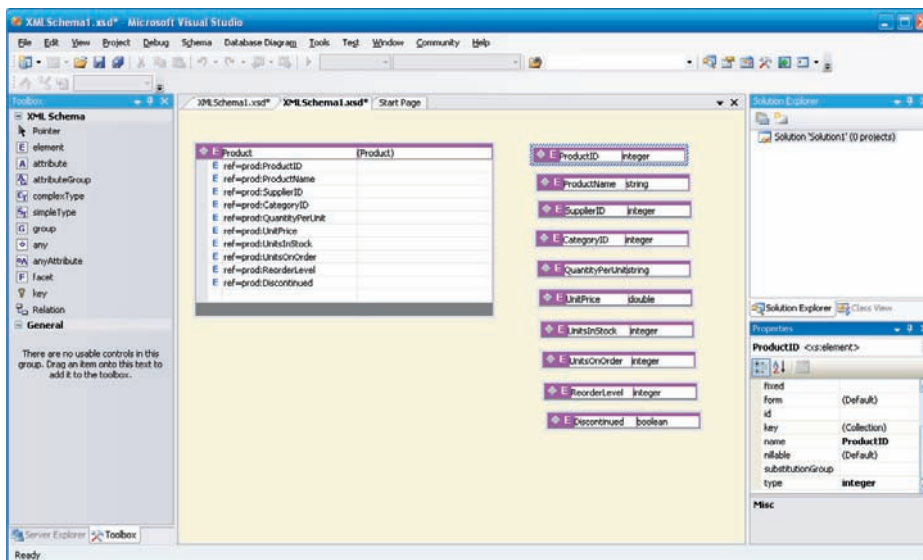 XMLSchema1.xsd* Microsoft Visual Studio
File Edit View Project Debug Schema Database Diagram Tools Test Window Community Help
Toolbox
XMLSchema1.xsd* XMLSchema1.xsd* Start Page
Solution Explorer
XML Schema
Pointer
element
attribute
attributeGroup
complexType
simpleType
group
any
anyAttribute
facet
key
Relation
General
There are no usable controls in this
group. Drag an item onto this text to
add it to the toolbox.
Server Explorer Toolbox
E Product (Product)
E ref=prod:ProductID
E ref=prod:ProductName
E ref=prod:SupplierID
E ref=prod:CategoryID
E ref=prod:QuantityPerUnit
E ref=prod:UnitPrice
E ref=prod:UnitsInStock
E ref=prod:UnitsOnOrder
E ref=prod:ReorderLevel
E ref=prod:Discontinued
E ProductID integer
E ProductName string
E SupplierID integer
E CategoryID integer
E QuantityPerUnit string
E UnitPrice double
E UnitsInStock integer
E UnitsOnOrder integer
E ReorderLevel integer
E Discontinued boolean
Solution 'Solution1' (0 projects)
Solution Explorer Class View
Properties
ProductID <xs:element>
fixed
form (Default)
id
key (Collection)
name ProductID
nillable (Default)
substitutionGroup
type integer
Misc
Ready